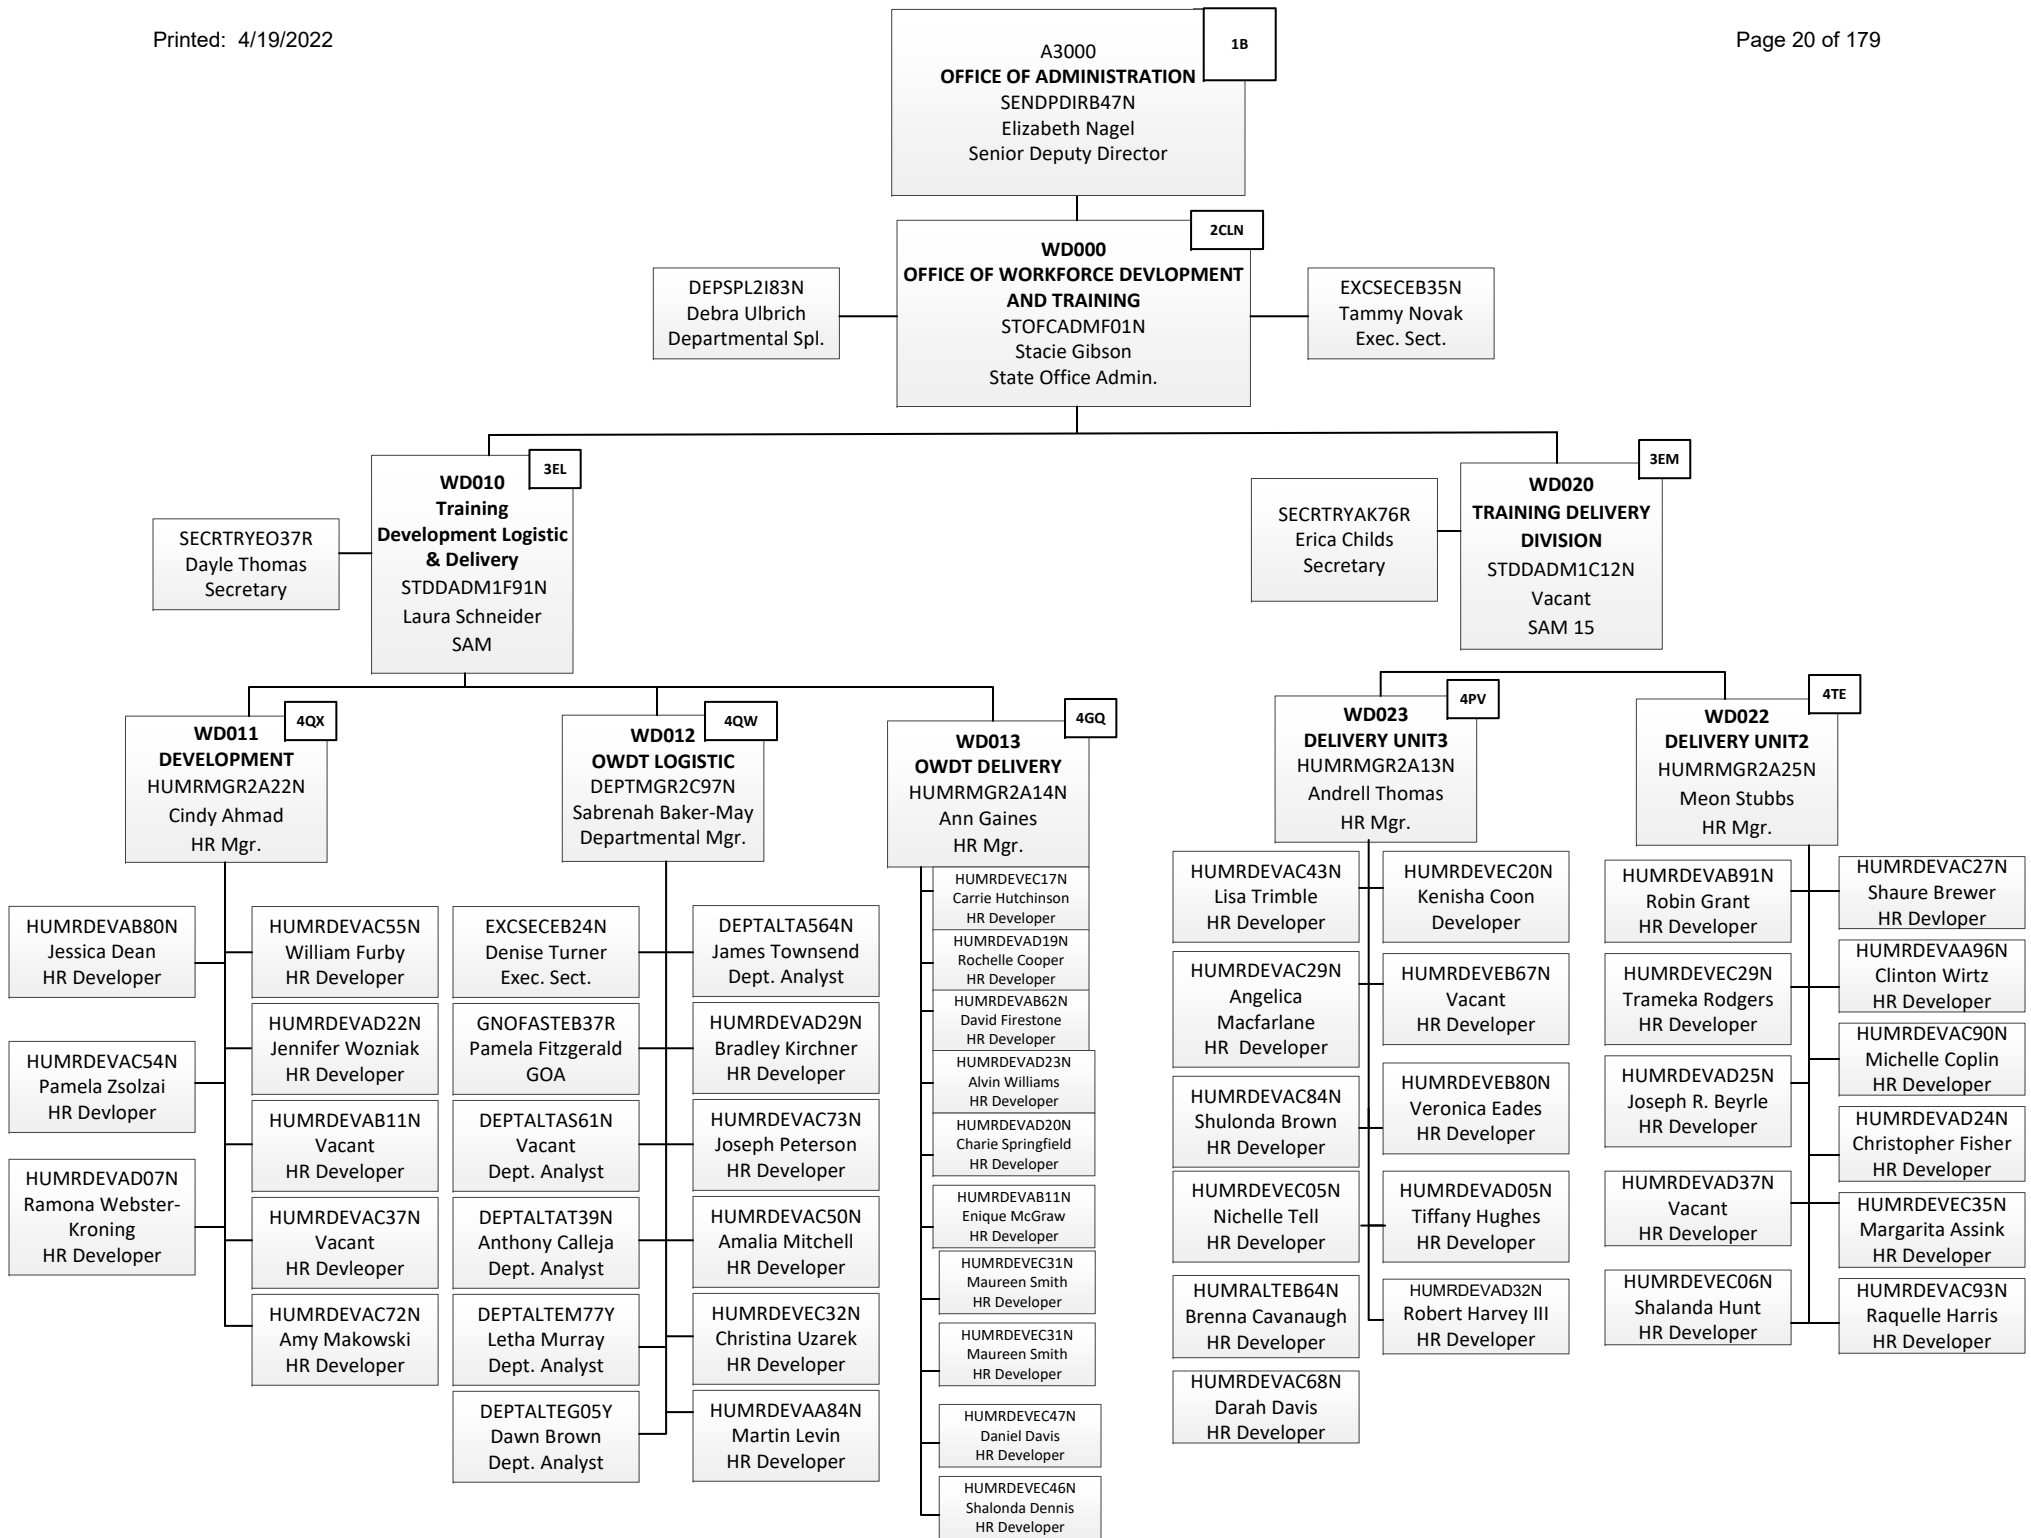 Printed: 4/19/2022
Page 20 of 179
1B
A3000
OFFICE OF ADMINISTRATION
SENDPDIRB47N
Elizabeth Nagel
Senior Deputy Director
2CLN
WD000
OFFICE OF WORKFORCE DEVLOPMENT
AND TRAINING
STOFCADMF01N
Stacie Gibson
State Office Admin.
DEPSPL2I83N
Debra Ulbrich
Departmental Spl.
EXCSECEB35N
Tammy Novak
Exec. Sect.
3EL
WD010
Training
Development Logistic
& Delivery
STDDADM1F91N
Laura Schneider
SAM
SECRTRYEO37R
Dayle Thomas
Secretary
3EM
WD020
TRAINING DELIVERY
DIVISION
STDDADM1C12N
Vacant
SAM 15
SECRTRYAK76R
Erica Childs
Secretary
4QX
WD011
DEVELOPMENT
HUMRMGR2A22N
Cindy Ahmad
HR Mgr.
4QW
WD012
OWDT LOGISTIC
DEPTMGR2C97N
Sabrenah Baker-May
Departmental Mgr.
4GQ
WD013
OWDT DELIVERY
HUMRMGR2A14N
Ann Gaines
HR Mgr.
4PV
WD023
DELIVERY UNIT3
HUMRMGR2A13N
Andrell Thomas
HR Mgr.
4TE
WD022
DELIVERY UNIT2
HUMRMGR2A25N
Meon Stubbs
HR Mgr.
HUMRDEVAB80N
Jessica Dean
HR Developer
HUMRDEVAC54N
Pamela Zsolzai
HR Devloper
HUMRDEVAD07N
Ramona Webster-
Kroning
HR Developer
HUMRDEVAC55N
William Furby
HR Developer
HUMRDEVAD22N
Jennifer Wozniak
HR Developer
HUMRDEVAB11N
Vacant
HR Developer
HUMRDEVAC37N
Vacant
HR Devleoper
HUMRDEVAC72N
Amy Makowski
HR Developer
EXCSECEB24N
Denise Turner
Exec. Sect.
GNOFASTEB37R
Pamela Fitzgerald
GOA
DEPTALTAS61N
Vacant
Dept. Analyst
DEPTALTAT39N
Anthony Calleja
Dept. Analyst
DEPTALTEM77Y
Letha Murray
Dept. Analyst
DEPTALTEG05Y
Dawn Brown
Dept. Analyst
DEPTALTA564N
James Townsend
Dept. Analyst
HUMRDEVAD29N
Bradley Kirchner
HR Developer
HUMRDEVAC73N
Joseph Peterson
HR Developer
HUMRDEVAC50N
Amalia Mitchell
HR Developer
HUMRDEVEC32N
Christina Uzarek
HR Developer
HUMRDEVAA84N
Martin Levin
HR Developer
HUMRDEVEC17N
Carrie Hutchinson
HR Developer
HUMRDEVAD19N
Rochelle Cooper
HR Developer
HUMRDEVAB62N
David Firestone
HR Developer
HUMRDEVAD23N
Alvin Williams
HR Developer
HUMRDEVAD20N
Charie Springfield
HR Developer
HUMRDEVAB11N
Enique McGraw
HR Developer
HUMRDEVEC31N
Maureen Smith
HR Developer
HUMRDEVEC31N
Maureen Smith
HR Developer
HUMRDEVEC47N
Daniel Davis
HR Developer
HUMRDEVEC46N
Shalonda Dennis
HR Developer
HUMRDEVAC43N
Lisa Trimble
HR Developer
HUMRDEVAC29N
Angelica
Macfarlane
HR  Developer
HUMRDEVAC84N
Shulonda Brown
HR Developer
HUMRDEVEC05N
Nichelle Tell
HR Developer
HUMRALTEB64N
Brenna Cavanaugh
HR Developer
HUMRDEVAC68N
Darah Davis
HR Developer
HUMRDEVEC20N
Kenisha Coon
Developer
HUMRDEVEB67N
Vacant
HR Developer
HUMRDEVEB80N
Veronica Eades
HR Developer
HUMRDEVAD05N
Tiffany Hughes
HR Developer
HUMRDEVAD32N
Robert Harvey III
HR Developer
HUMRDEVAB91N
Robin Grant
HR Developer
HUMRDEVEC29N
Trameka Rodgers
HR Developer
HUMRDEVAD25N
Joseph R. Beyrle
HR Developer
HUMRDEVAD37N
Vacant
HR Developer
HUMRDEVEC06N
Shalanda Hunt
HR Developer
HUMRDEVAC27N
Shaure Brewer
HR Devloper
HUMRDEVAA96N
Clinton Wirtz
HR Developer
HUMRDEVAC90N
Michelle Coplin
HR Developer
HUMRDEVAD24N
Christopher Fisher
HR Developer
HUMRDEVEC35N
Margarita Assink
HR Developer
HUMRDEVAC93N
Raquelle Harris
HR Developer